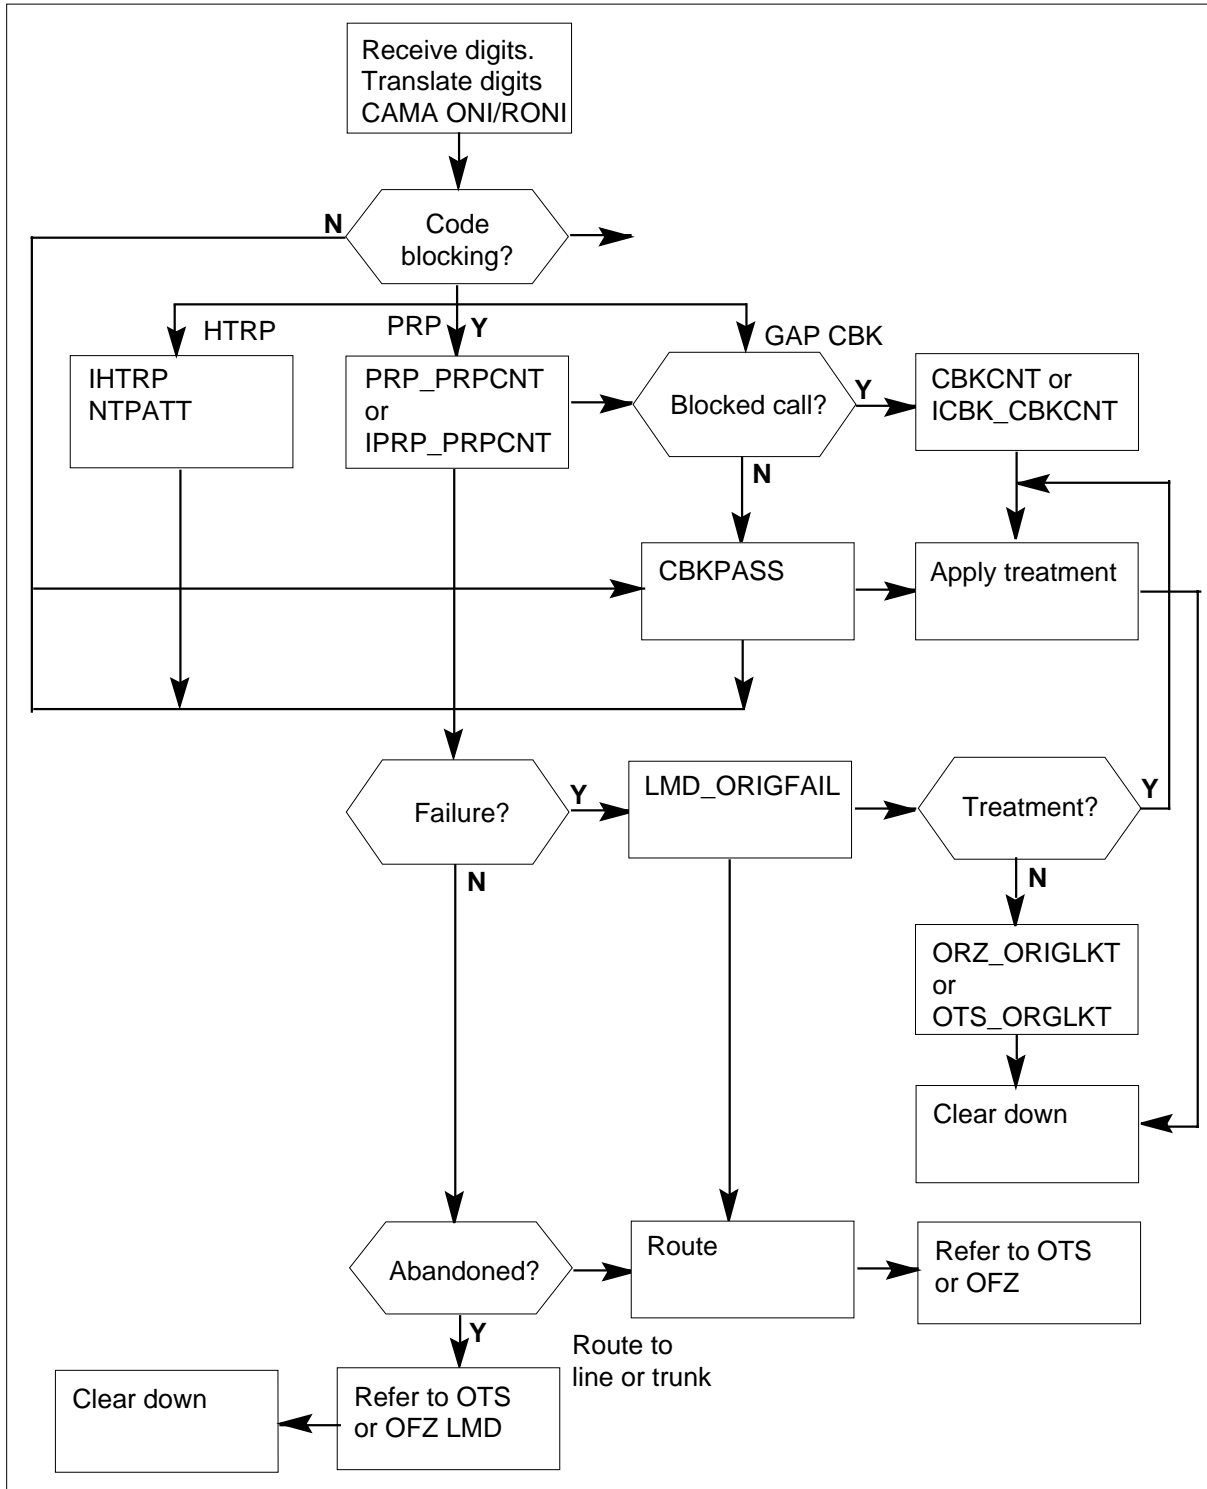 Receive digits.
Translate digits
CAMA ONI/RONI
N
Code
blocking?
HTRP
PRP
Y
GAP CBK
IHTRP
NTPATT
PRP_PRPCNT
or
IPRP_PRPCNT
Blocked call?
Y
CBKCNT or
ICBK_CBKCNT
N
CBKPASS
Apply treatment
Failure?
Y
LMD_ORIGFAIL
Treatment?
Y
N
N
ORZ_ORIGLKT
or
OTS_ORGLKT
Clear down
Abandoned?
Route
Refer to OTS
or OFZ
Y
Route to
line or trunk
Clear down
Refer to OTS
or OFZ LMD